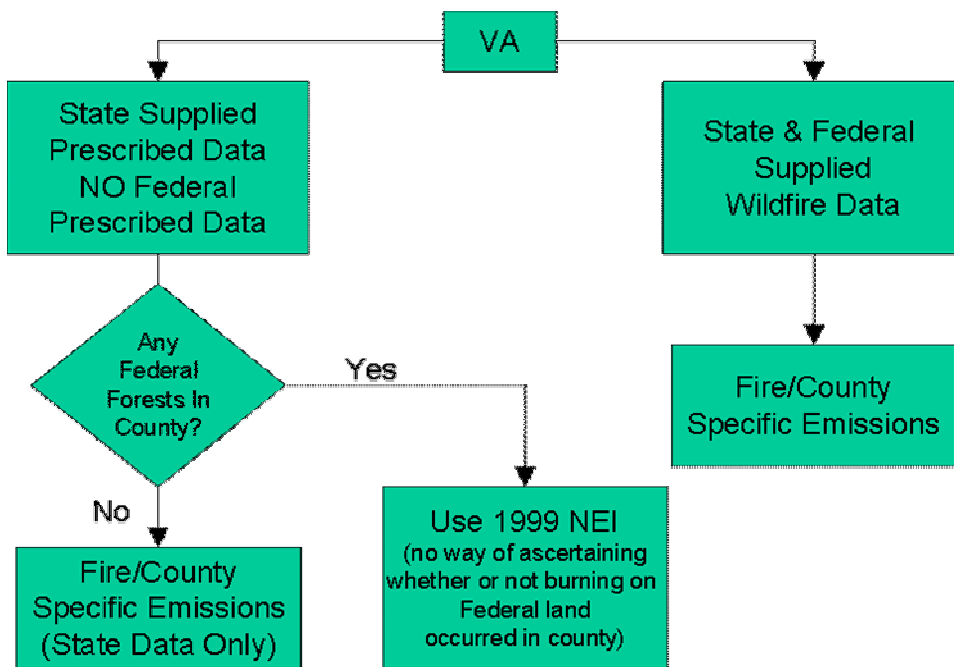 VA
State Supplied
Prescribed Data
NO Federal
Prescribed Data
State & Federal
Supplied
Wildfire Data
Any
Federal
Forests In
County?
Yes
No
Fire/County
Specific Emissions
Use 1999 NEI
(no way of ascertaining
whether or not burning on
Federal land
occurred in county)
Fire/County
Specific Emissions
(State Data Only)